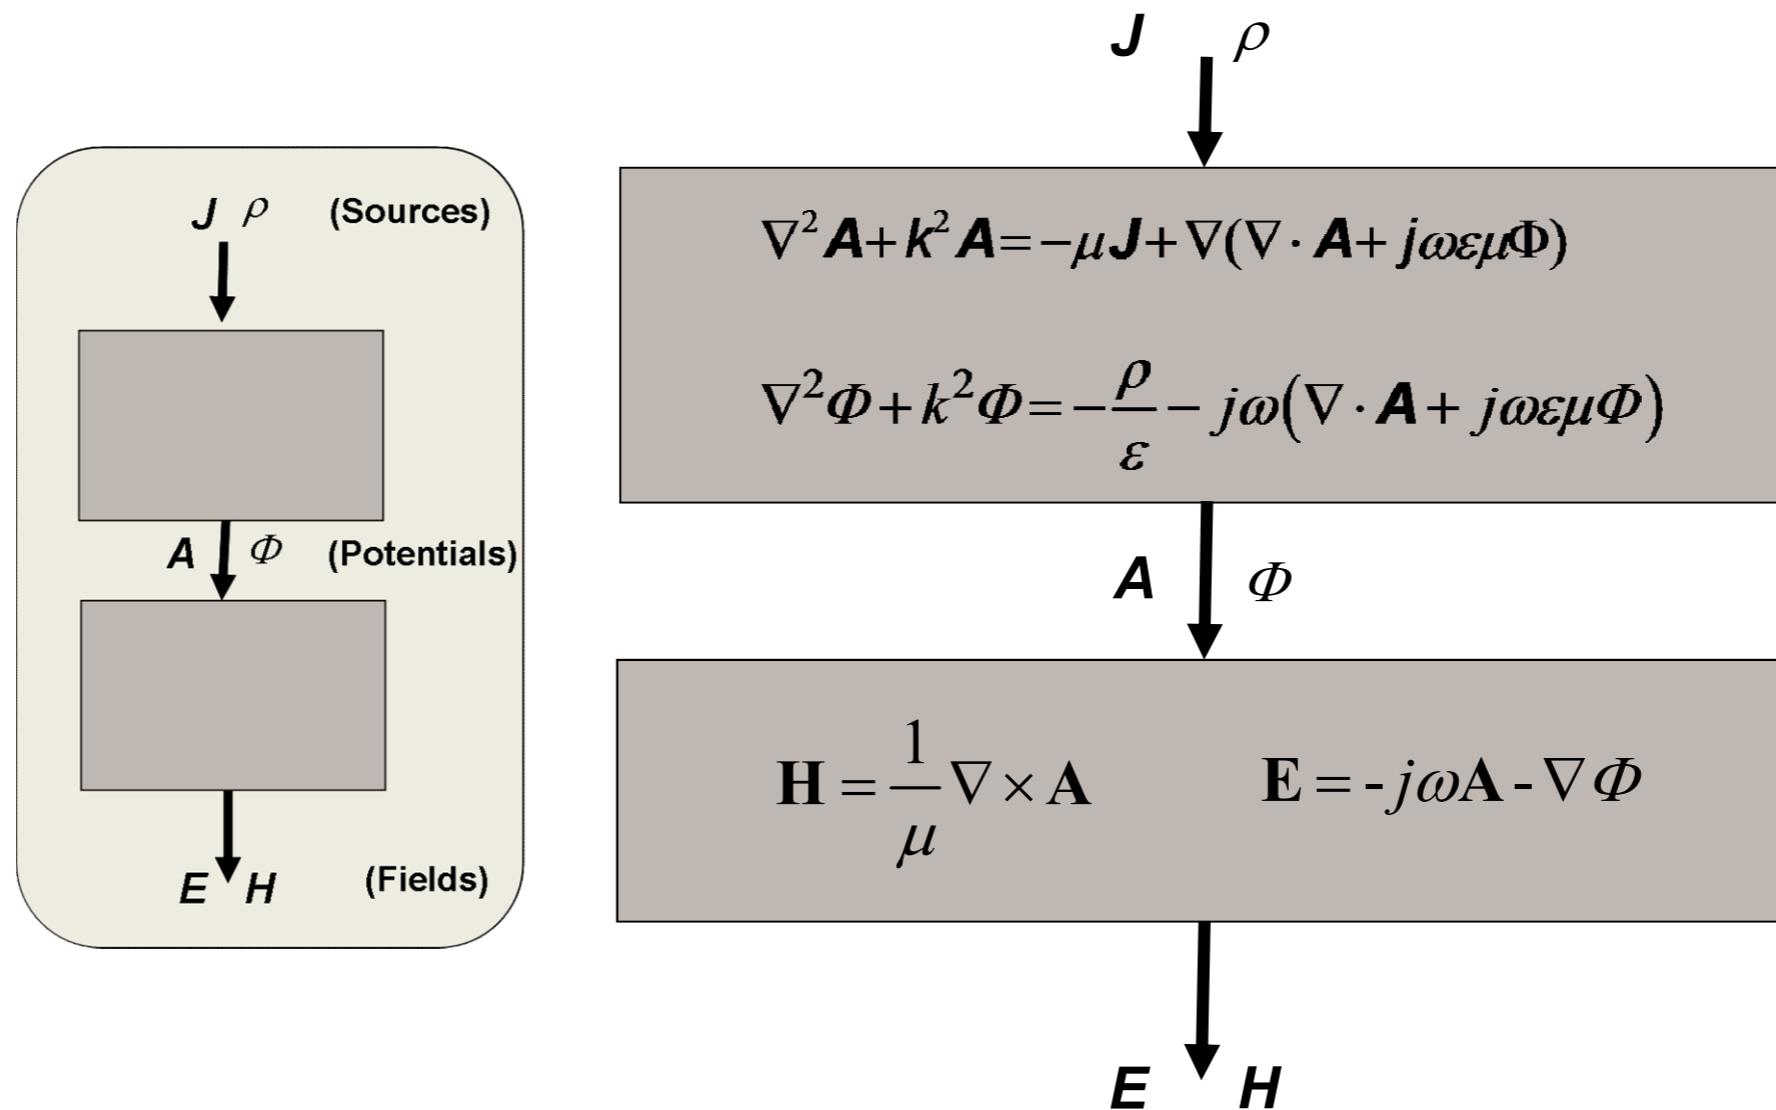 J ρ (Sources)
A Φ (Potentials)
E H (Fields)
J ρ
∇²A+k²A=−μJ+∇(∇·A+jωεμΦ)
∇²Φ+k²Φ=−ρ/ε−jω(∇·A+jωεμΦ)
A Φ
H=1/μ∇×A E=-jωA-∇Φ
E H